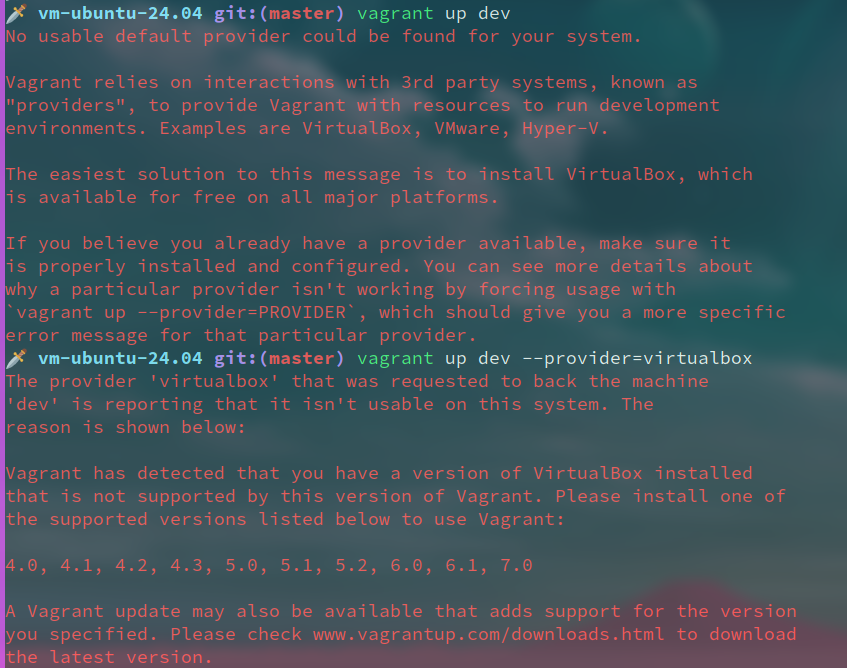 vm-ubuntu-24.04 git:(master) vagrant up dev
No usable default provider could be found for your system.

Vagrant relies on interactions with 3rd party systems, known as
"providers", to provide Vagrant with resources to run development
environments. Examples are VirtualBox, VMware, Hyper-V.

The easiest solution to this message is to install VirtualBox, which
is available for free on all major platforms.

If you believe you already have a provider available, make sure it
is properly installed and configured. You can see more details about
why a particular provider isn't working by forcing usage with
`vagrant up --provider=PROVIDER`, which should give you a more specific
error message for that particular provider.
vm-ubuntu-24.04 git:(master) vagrant up dev --provider=virtualbox
The provider 'virtualbox' that was requested to back the machine
'dev' is reporting that it isn't usable on this system. The
reason is shown below:

Vagrant has detected that you have a version of VirtualBox installed
that is not supported by this version of Vagrant. Please install one of
the supported versions listed below to use Vagrant:

4.0, 4.1, 4.2, 4.3, 5.0, 5.1, 5.2, 6.0, 6.1, 7.0

A Vagrant update may also be available that adds support for the version
you specified. Please check www.vagrantup.com/downloads.html to download
the latest version.